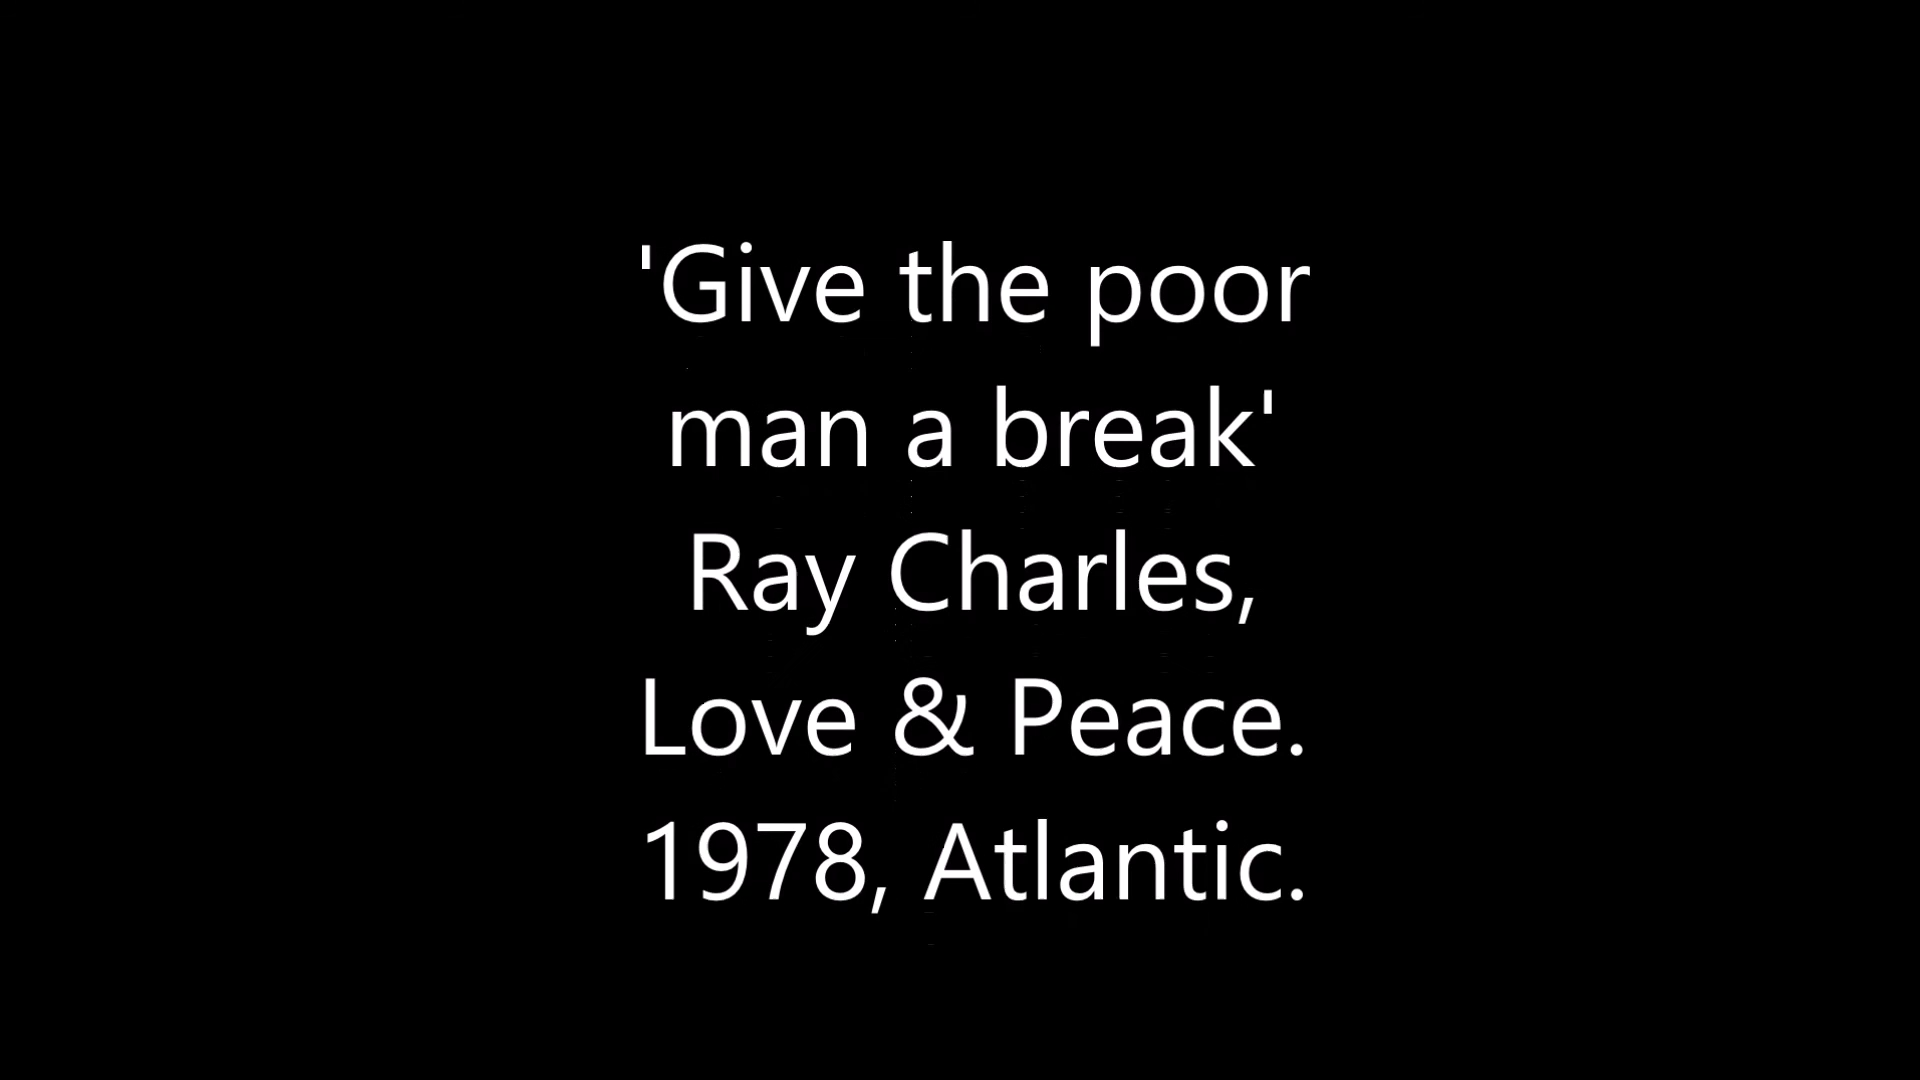 'Give the poor
man a break'
Ray Charles,
Love & Peace.
1978, Atlantic.